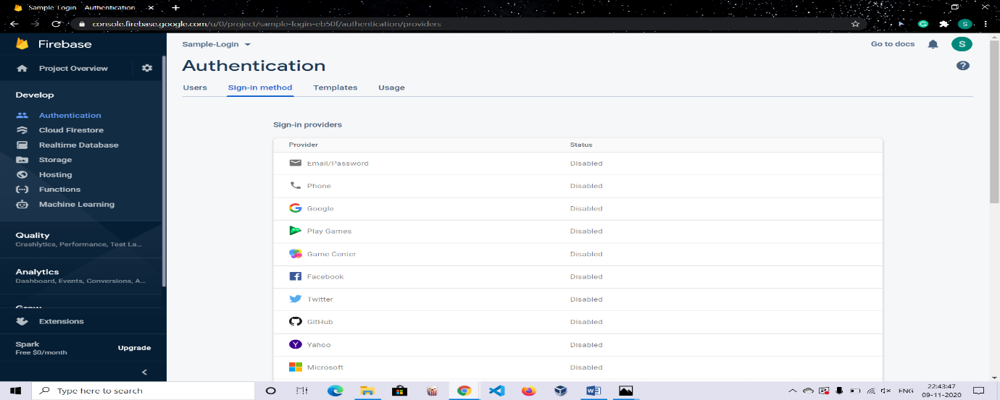 Sample-Login - Authentication -
console.firebase.google.com/u/0/project/sample-login-eb50f/authentication/providers
S
Firebase
Sample-Login
Go to docs
S
Project Overview
Authentication
?
Users Sign-in method Templates Usage
Develop
Authentication
Cloud Firestore
Realtime Database
Storage
Hosting
Functions
Machine Learning
Quality
Crashlytics, Performance, Test La...
Analytics
Dashboard, Events, Conversions, A...
Grow
Extensions
Spark
Free $0/month
Upgrade
Sign-in providers
Provider Status
Email/Password Disabled
Phone Disabled
Google Disabled
Play Games Disabled
Game Center Disabled
Facebook Disabled
Twitter Disabled
GitHub Disabled
Yahoo Disabled
Microsoft Disabled
Type here to search
ENG
22:43:47
09-11-2020